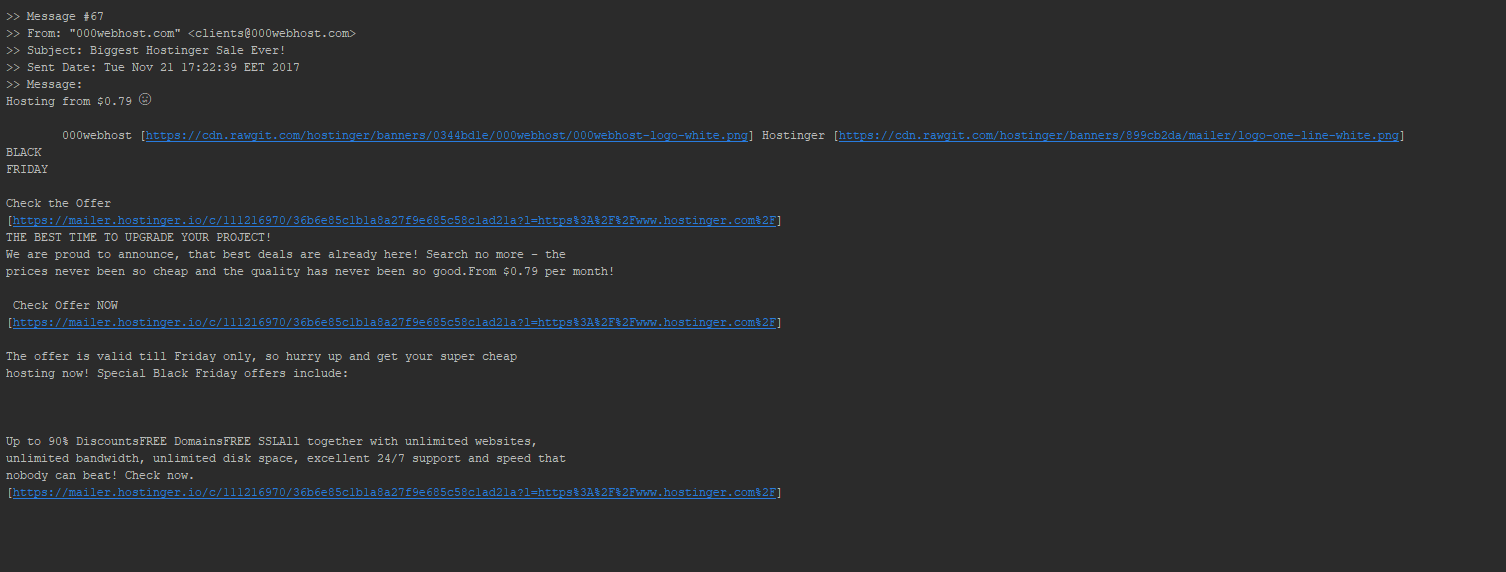 >> Message #67
>> From: "000webhost.com" <clients@000webhost.com>
>> Subject: Biggest Hostinger Sale Ever!
>> Sent Date: Tue Nov 21 17:22:39 EET 2017
>> Message:
Hosting from $0.79 😲
000webhost [https://cdn.rawgit.com/hostinger/banners/0344bd1e/000webhost/000webhost-logo-white.png] Hostinger [https://cdn.rawgit.com/hostinger/banners/899cb2da/mailer/logo-one-line-white.png]
BLACK
FRIDAY
Check the Offer
[https://mailer.hostinger.io/c/111216970/36b6e85c1b1a8a27f9e685c58c1ad21a?l=https%3A%2F%2Fwww.hostinger.com%2F]
THE BEST TIME TO UPGRADE YOUR PROJECT!
We are proud to announce, that best deals are already here! Search no more - the
prices never been so cheap and the quality has never been so good.From $0.79 per month!
Check Offer NOW
[https://mailer.hostinger.io/c/111216970/36b6e85c1b1a8a27f9e685c58c1ad21a?l=https%3A%2F%2Fwww.hostinger.com%2F]
The offer is valid till Friday only, so hurry up and get your super cheap
hosting now! Special Black Friday offers include:
Up to 90% DiscountsFREE DomainsFREE SSLAll together with unlimited websites,
unlimited bandwidth, unlimited disk space, excellent 24/7 support and speed that
nobody can beat! Check now.
[https://mailer.hostinger.io/c/111216970/36b6e85c1b1a8a27f9e685c58c1ad21a?l=https%3A%2F%2Fwww.hostinger.com%2F]